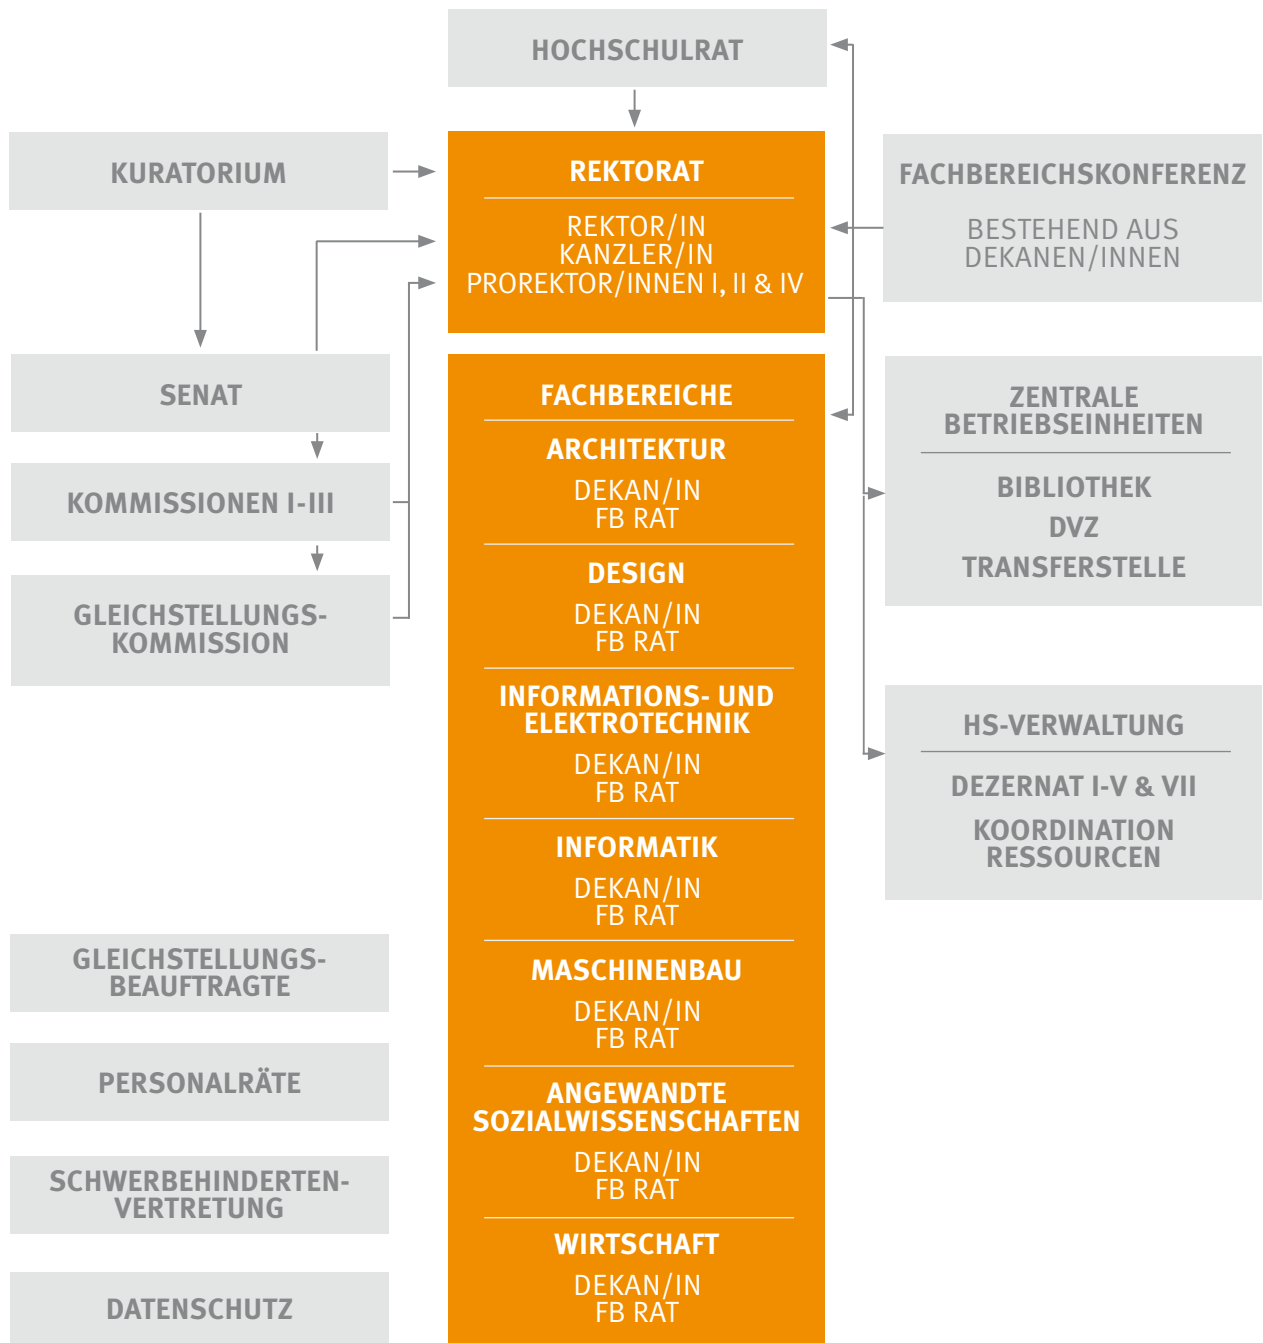 HOCHSCHULRAT
KURATORIUM
REKTORAT
REKTOR/IN
KANZLER/IN
PROREKTOR/INNEN I, II & IV
FACHBEREICHSKONFERENZ
BESTEHEND AUS
DEKANEN/INNEN
SENAT
KOMMISSIONEN I-III
GLEICHSTELLUNGS-
KOMMISSION
FACHBEREICHE
ARCHITEKTUR
DEKAN/IN
FB RAT
DESIGN
DEKAN/IN
FB RAT
INFORMATIONS- UND
ELEKTROTECHNIK
DEKAN/IN
FB RAT
INFORMATIK
DEKAN/IN
FB RAT
MASCHINENBAU
DEKAN/IN
FB RAT
ANGEWANDTE
SOZIALWISSENSCHAFTEN
DEKAN/IN
FB RAT
WIRTSCHAFT
DEKAN/IN
FB RAT
ZENTRALE
BETRIEBSEINHEITEN
BIBLIOTHEK
DVZ
TRANSFERSTELLE
HS-VERWALTUNG
DEZERNAT I-V & VII
KOORDINATION
RESSOURCEN
GLEICHSTELLUNGS-
BEAUFTRAGTE
PERSONALRÄTE
SCHWERBEHINDERTEN-
VERTRETUNG
DATENSCHUTZ